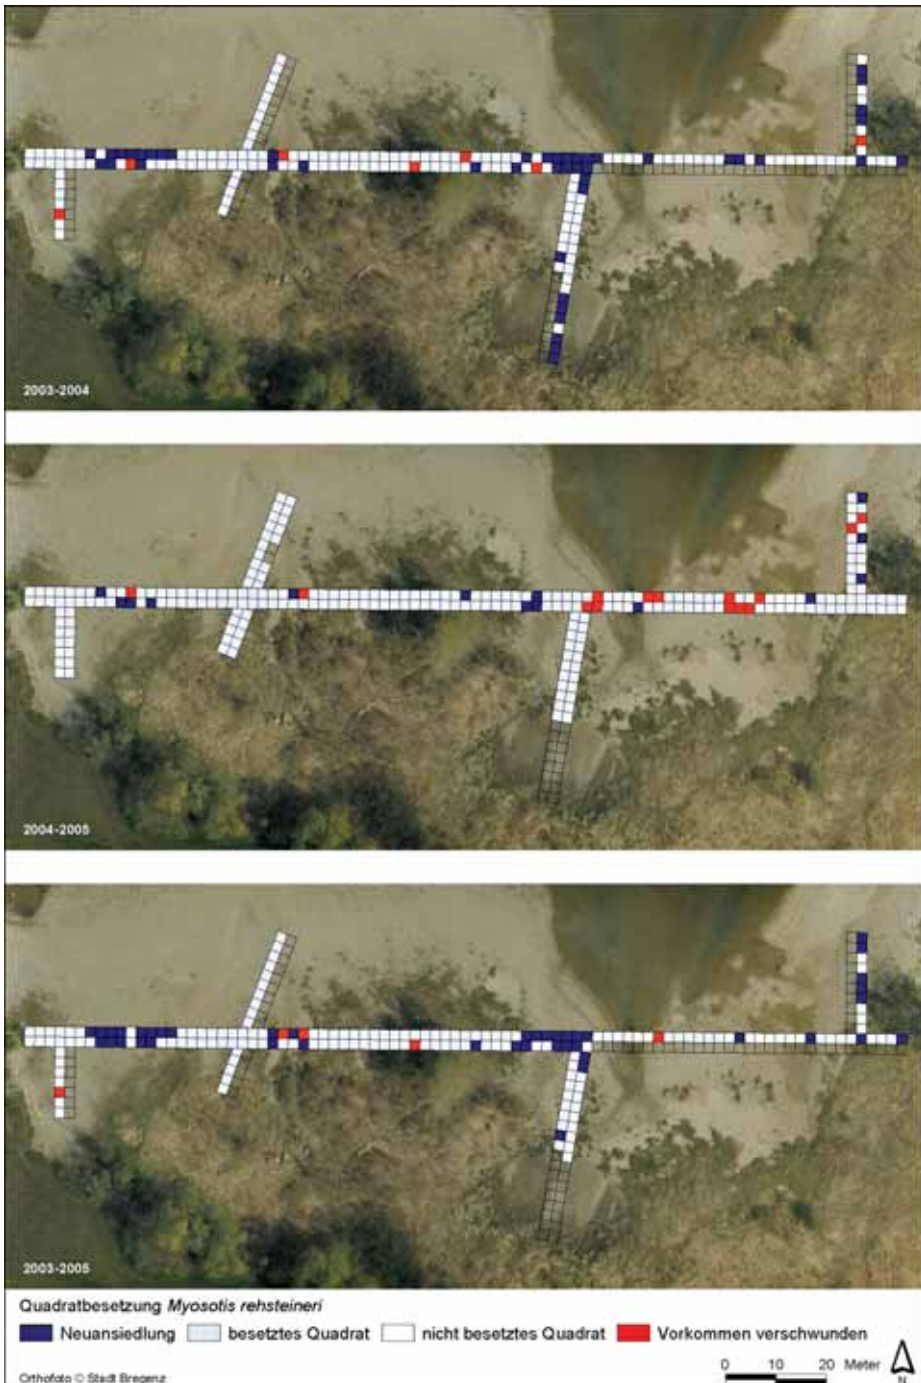 2003-2004
2004-2005
2003-2005
Quadratbesetzung Myosotis rehsteineri
Neuansiedlung besetztes Quadrat nicht besetztes Quadrat Vorkommen verschwunden
0 10 20 Meter
N
Orthofoto © Stadt Bregenz